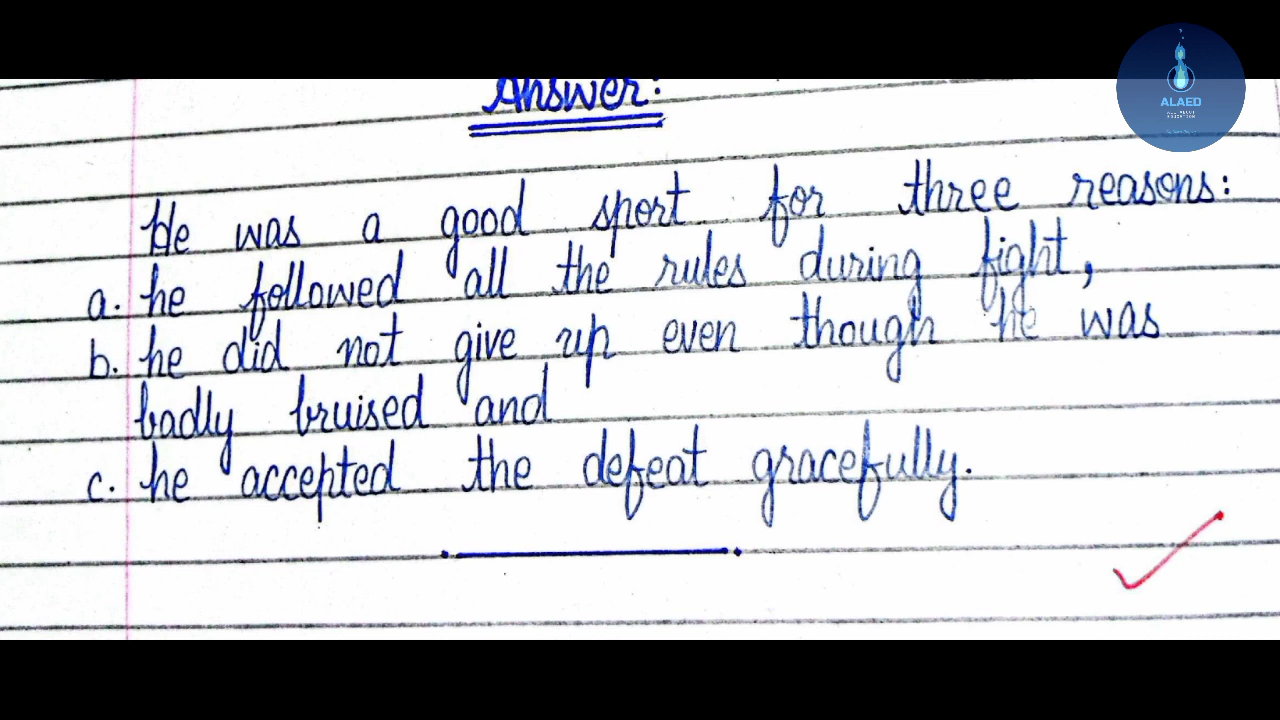 Answer:
ALAED
He was a good sport for three reasons:
a. he followed all the rules during fight,
b. he did not give up even though he was
badly bruised and
c. he accepted the defeat gracefully.